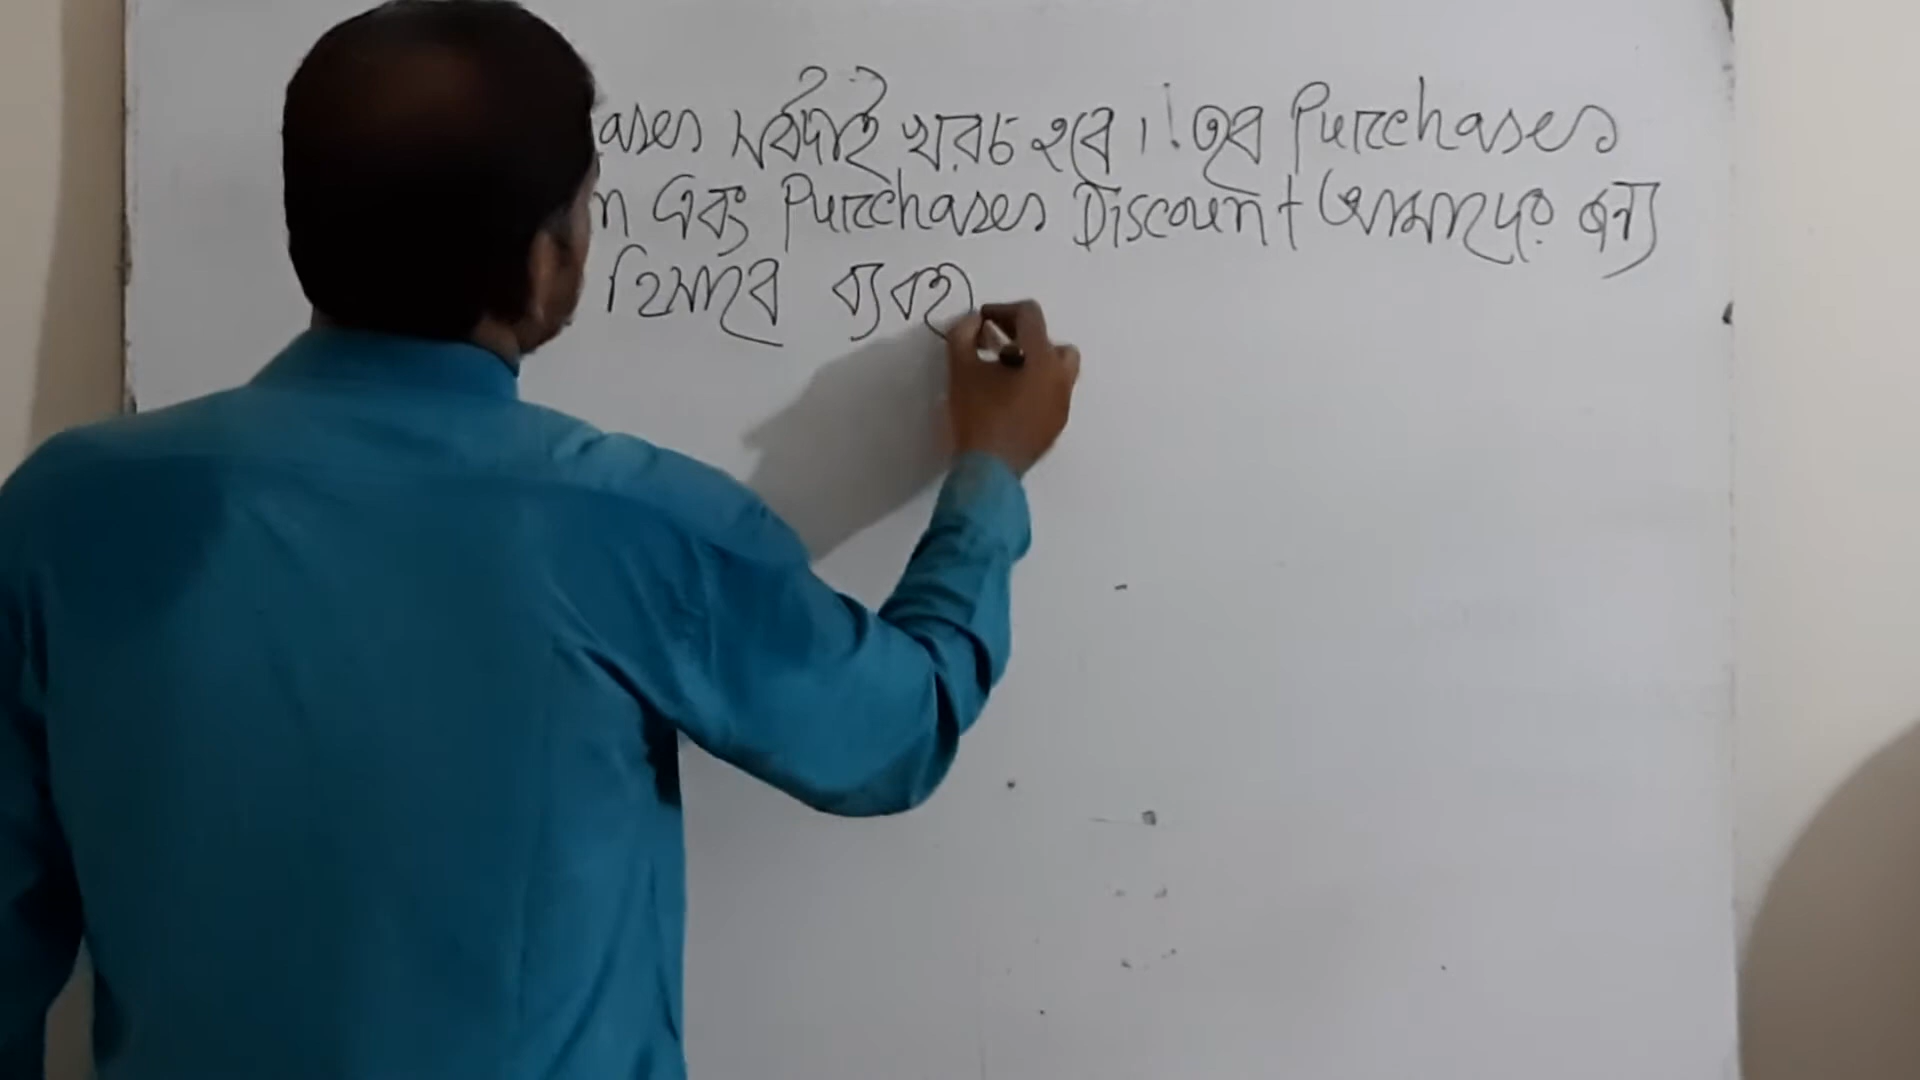 ases সর্বদাই খরচ হবে। তবে Purchases
n এবং Purchases Discount আমাদের জন্য
হিসাবে ব্যবহা